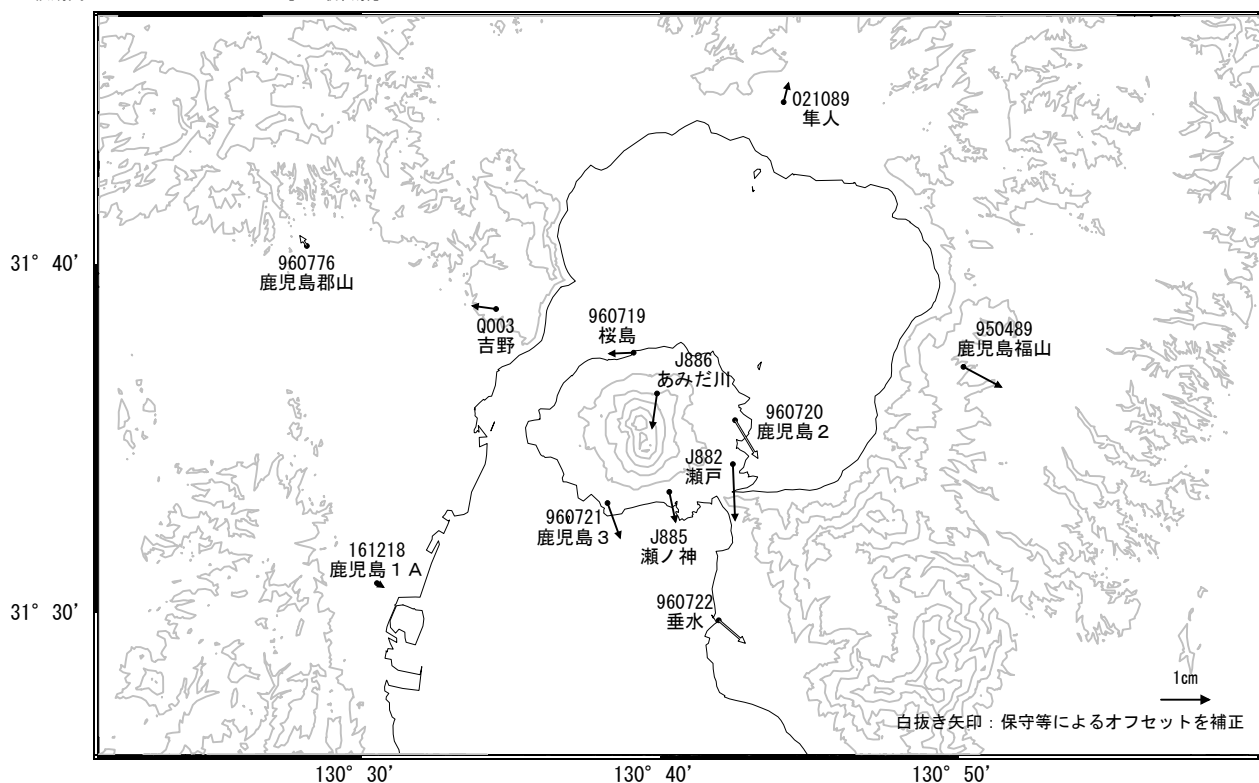 021089
隼人
31° 40′
960776
鹿児島郡山
Q003
吉野
960719
桜島
J886
あみだ川
950489
鹿児島福山
960720
鹿児島2
J882
瀬戸
960721
鹿児島3
J885
瀬ノ神
161218
鹿児島1A
31° 30′
960722
垂水
1cm
白抜き矢印：保守等によるオフセットを補正
130° 30′
130° 40′
130° 50′